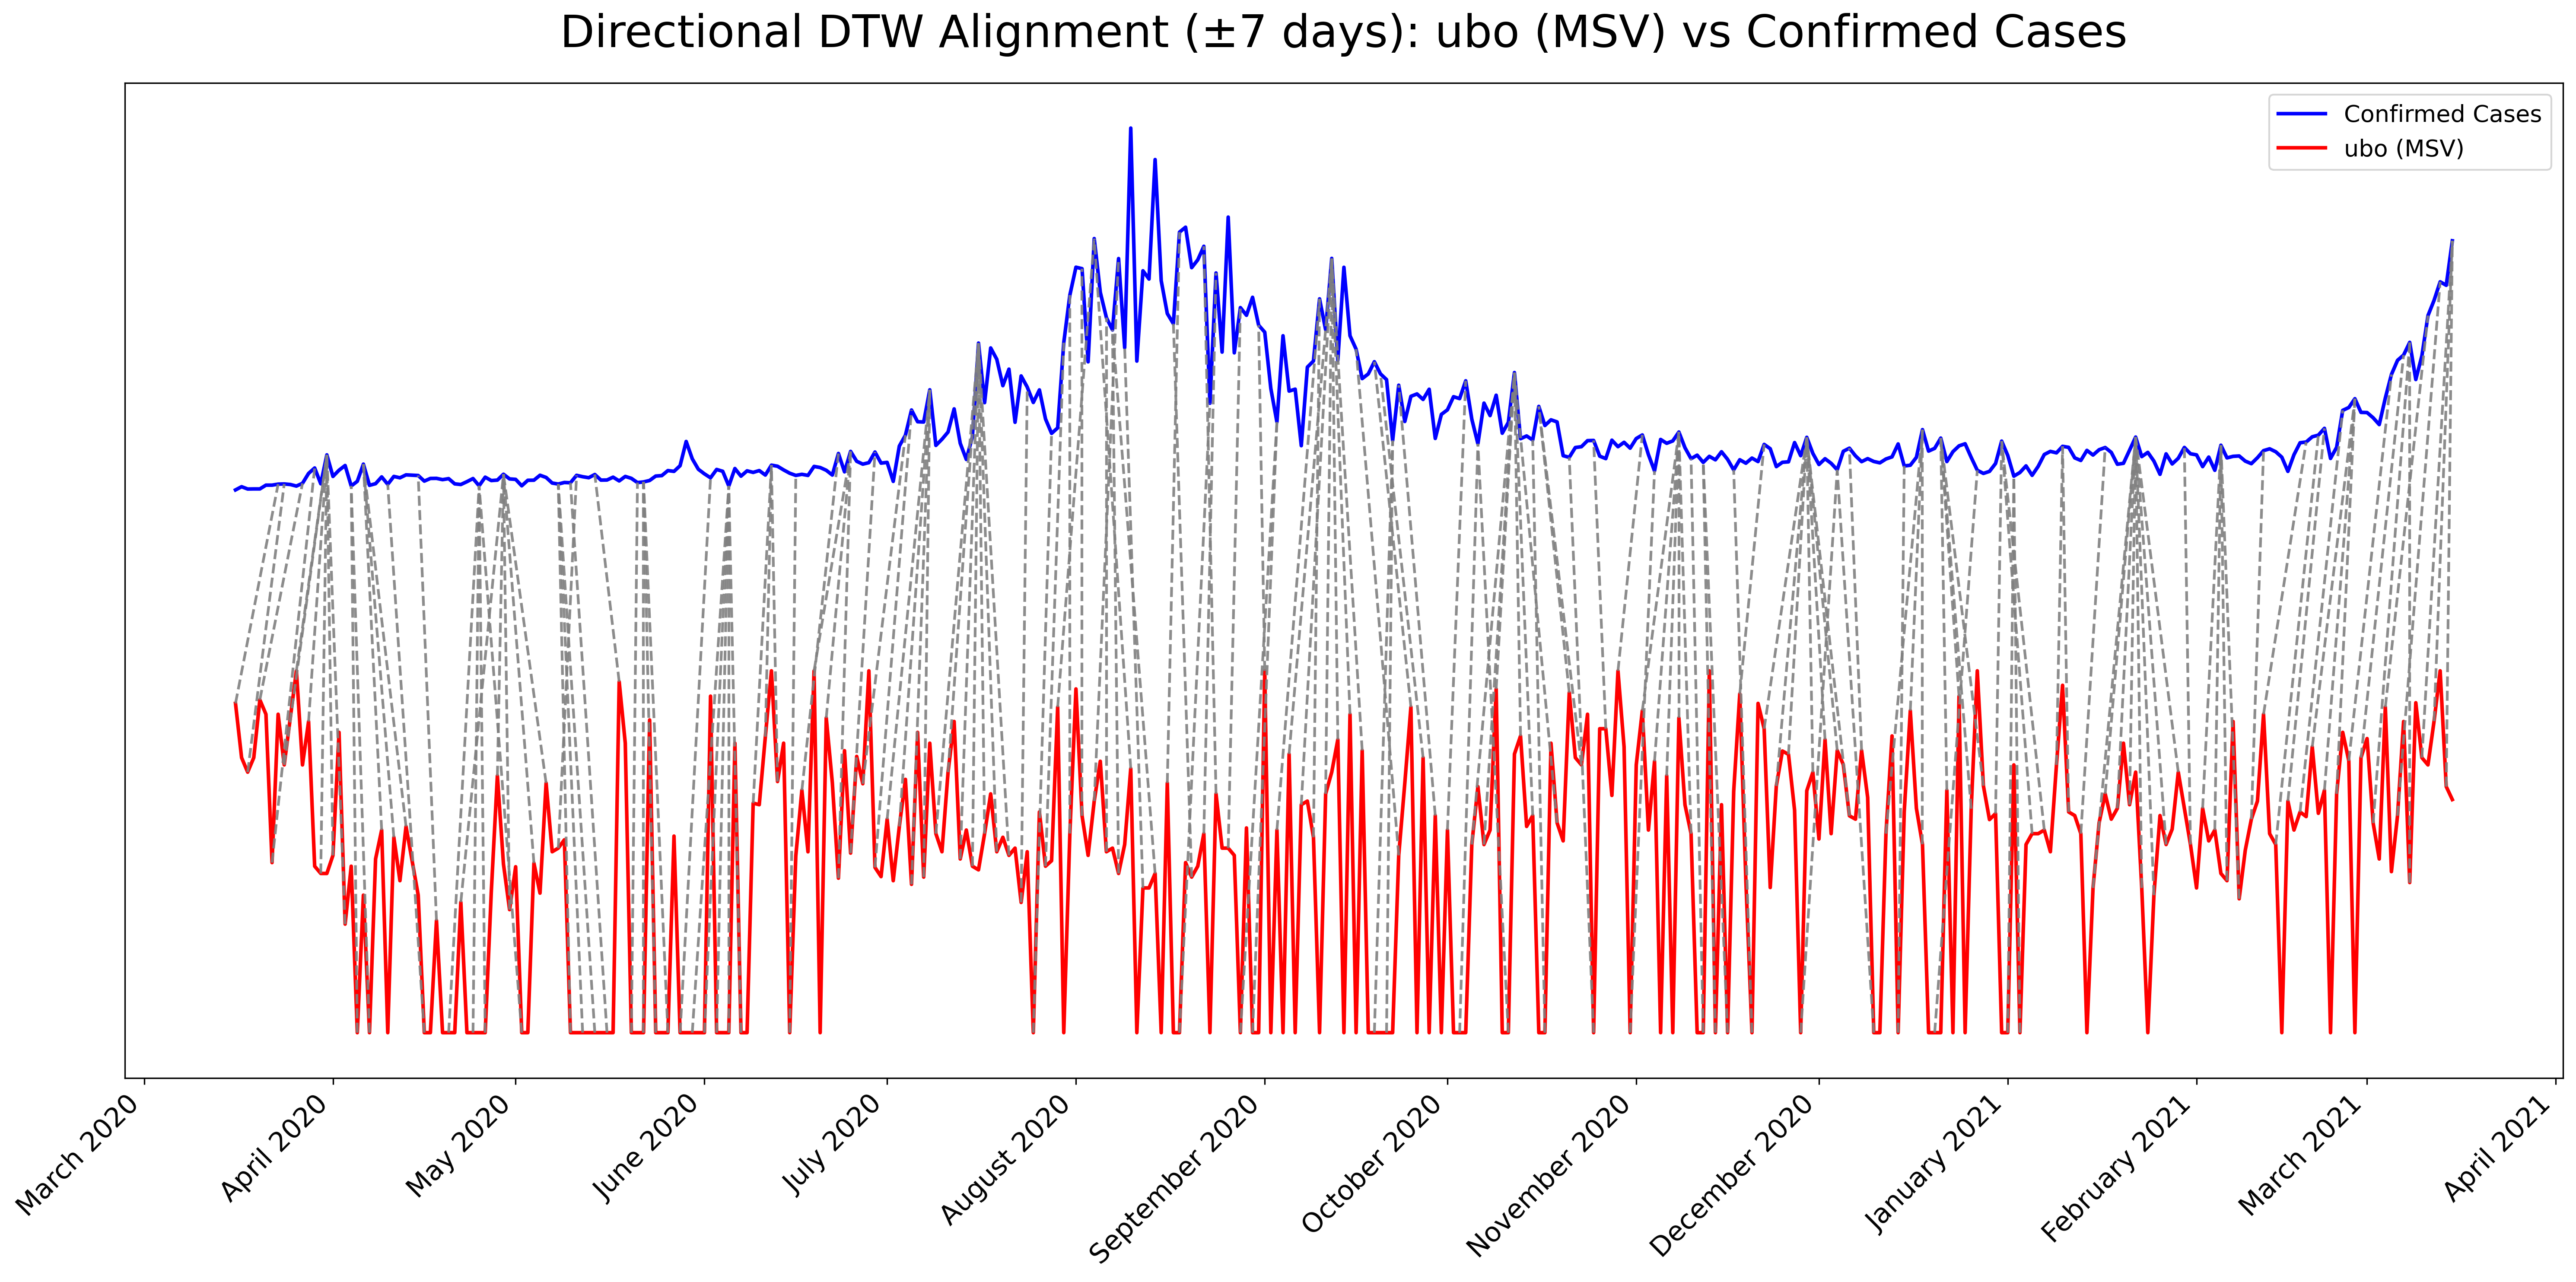 Directional DTW Alignment (±7 days): ubo (MSV) vs Confirmed Cases
Confirmed Cases
ubo (MSV)
March 2020
April 2020
May 2020
June 2020
July 2020
August 2020
September 2020
October 2020
November 2020
December 2020
January 2021
February 2021
March 2021
April 2021